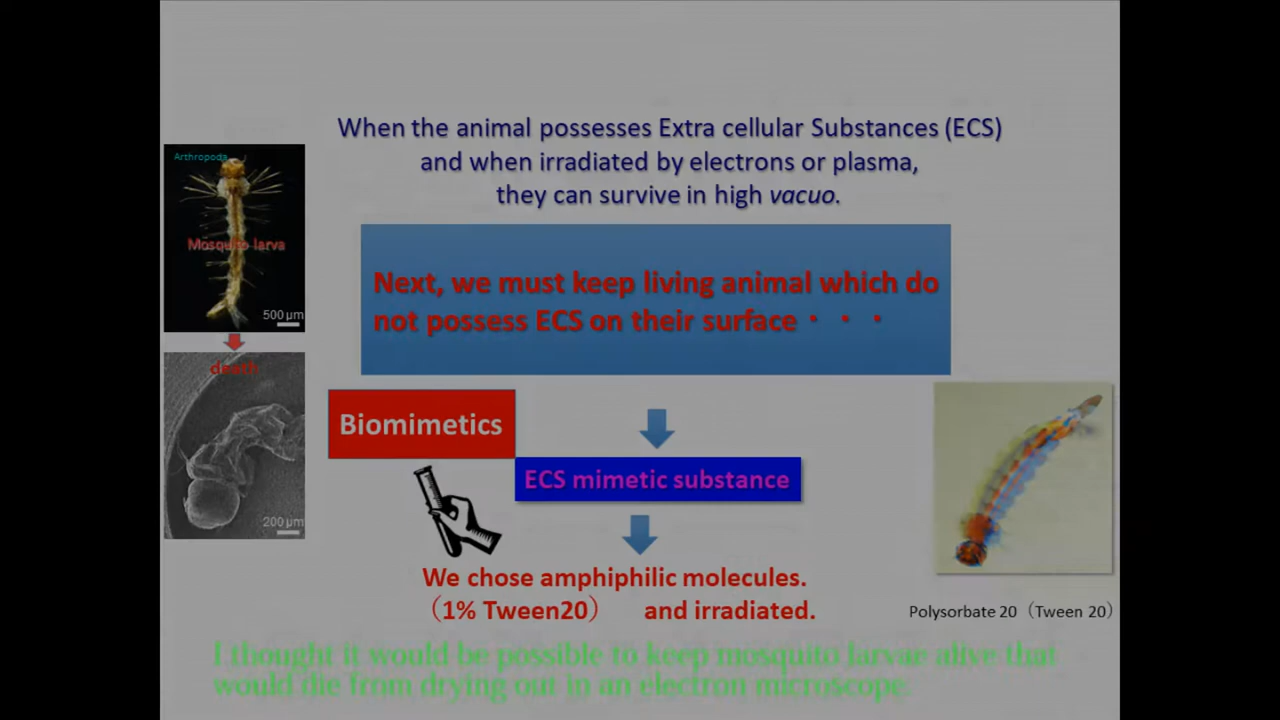 When the animal possesses Extra cellular Substances (ECS)
and when irradiated by electrons or plasma,
they can survive in high vacuo.
Arthropoda
Mosquito larva
500 μm
death
200 μm
Next, we must keep living animal which do
not possess ECS on their surface・・・
Biomimetics
ECS mimetic substance
We chose amphiphilic molecules.
（1% Tween20） and irradiated.
Polysorbate 20（Tween 20）
I thought it would be possible to keep mosquito larvae alive that
would die from drying out in an electron microscope.